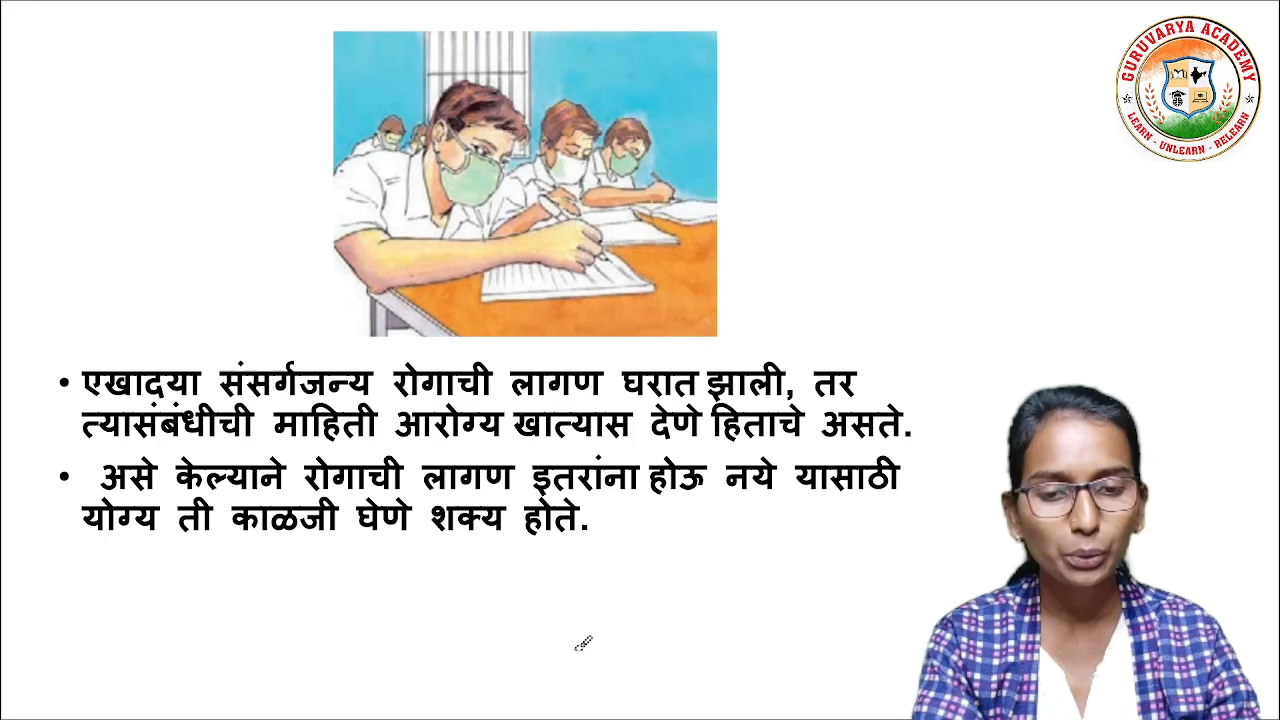 GURUVARYA ACADEMY
LEARN - UNLEARN - RELEARN
• एखादया संसर्गजन्य रोगाची लागण घरात झाली, तर
त्यासंबंधीची माहिती आरोग्य खात्यास देणे हिताचे असते.
• असे केल्याने रोगाची लागण इतरांना होऊ नये यासाठी
योग्य ती काळजी घेणे शक्य होते.